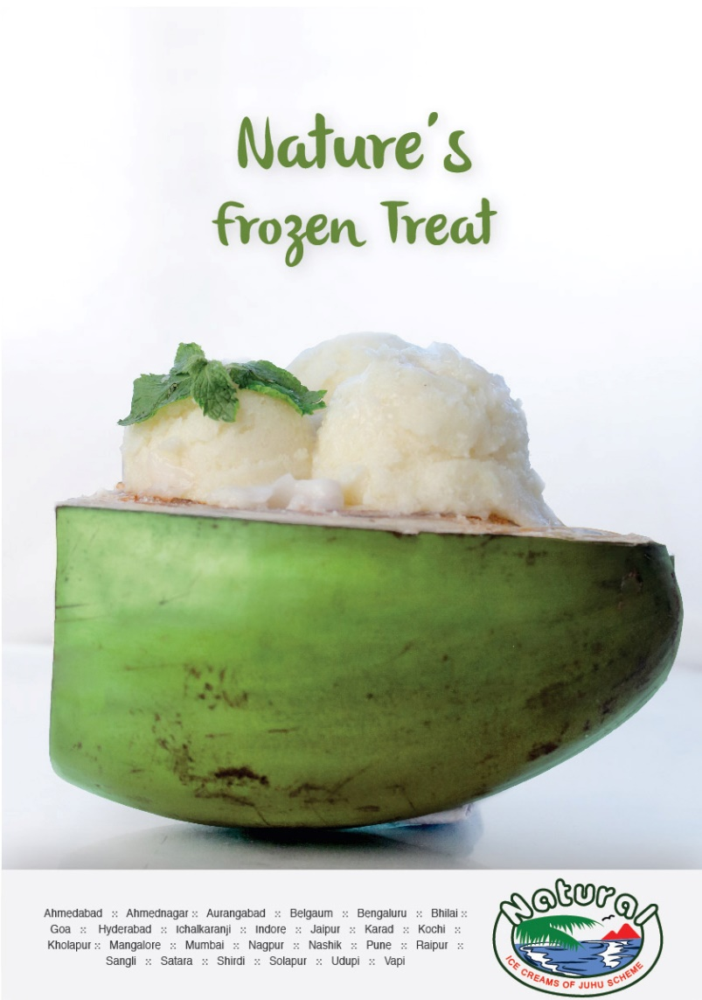 Nature's
frozen Treat
Ahmedabad :: Ahmednagar :: Aurangabad :: Belgaum :: Bengaluru :: Bhilai ::
Goa :: Hyderabad :: Ichalkaranji :: Indore :: Jaipur :: Karad :: Kochi ::
Kholapur :: Mangalore :: Mumbai :: Nagpur :: Nashik :: Pune :: Raipur ::
Sangli :: Satara :: Shirdi :: Solapur :: Udupi :: Vapi
Natural
ICE CREAMS OF JUHU SCHEME